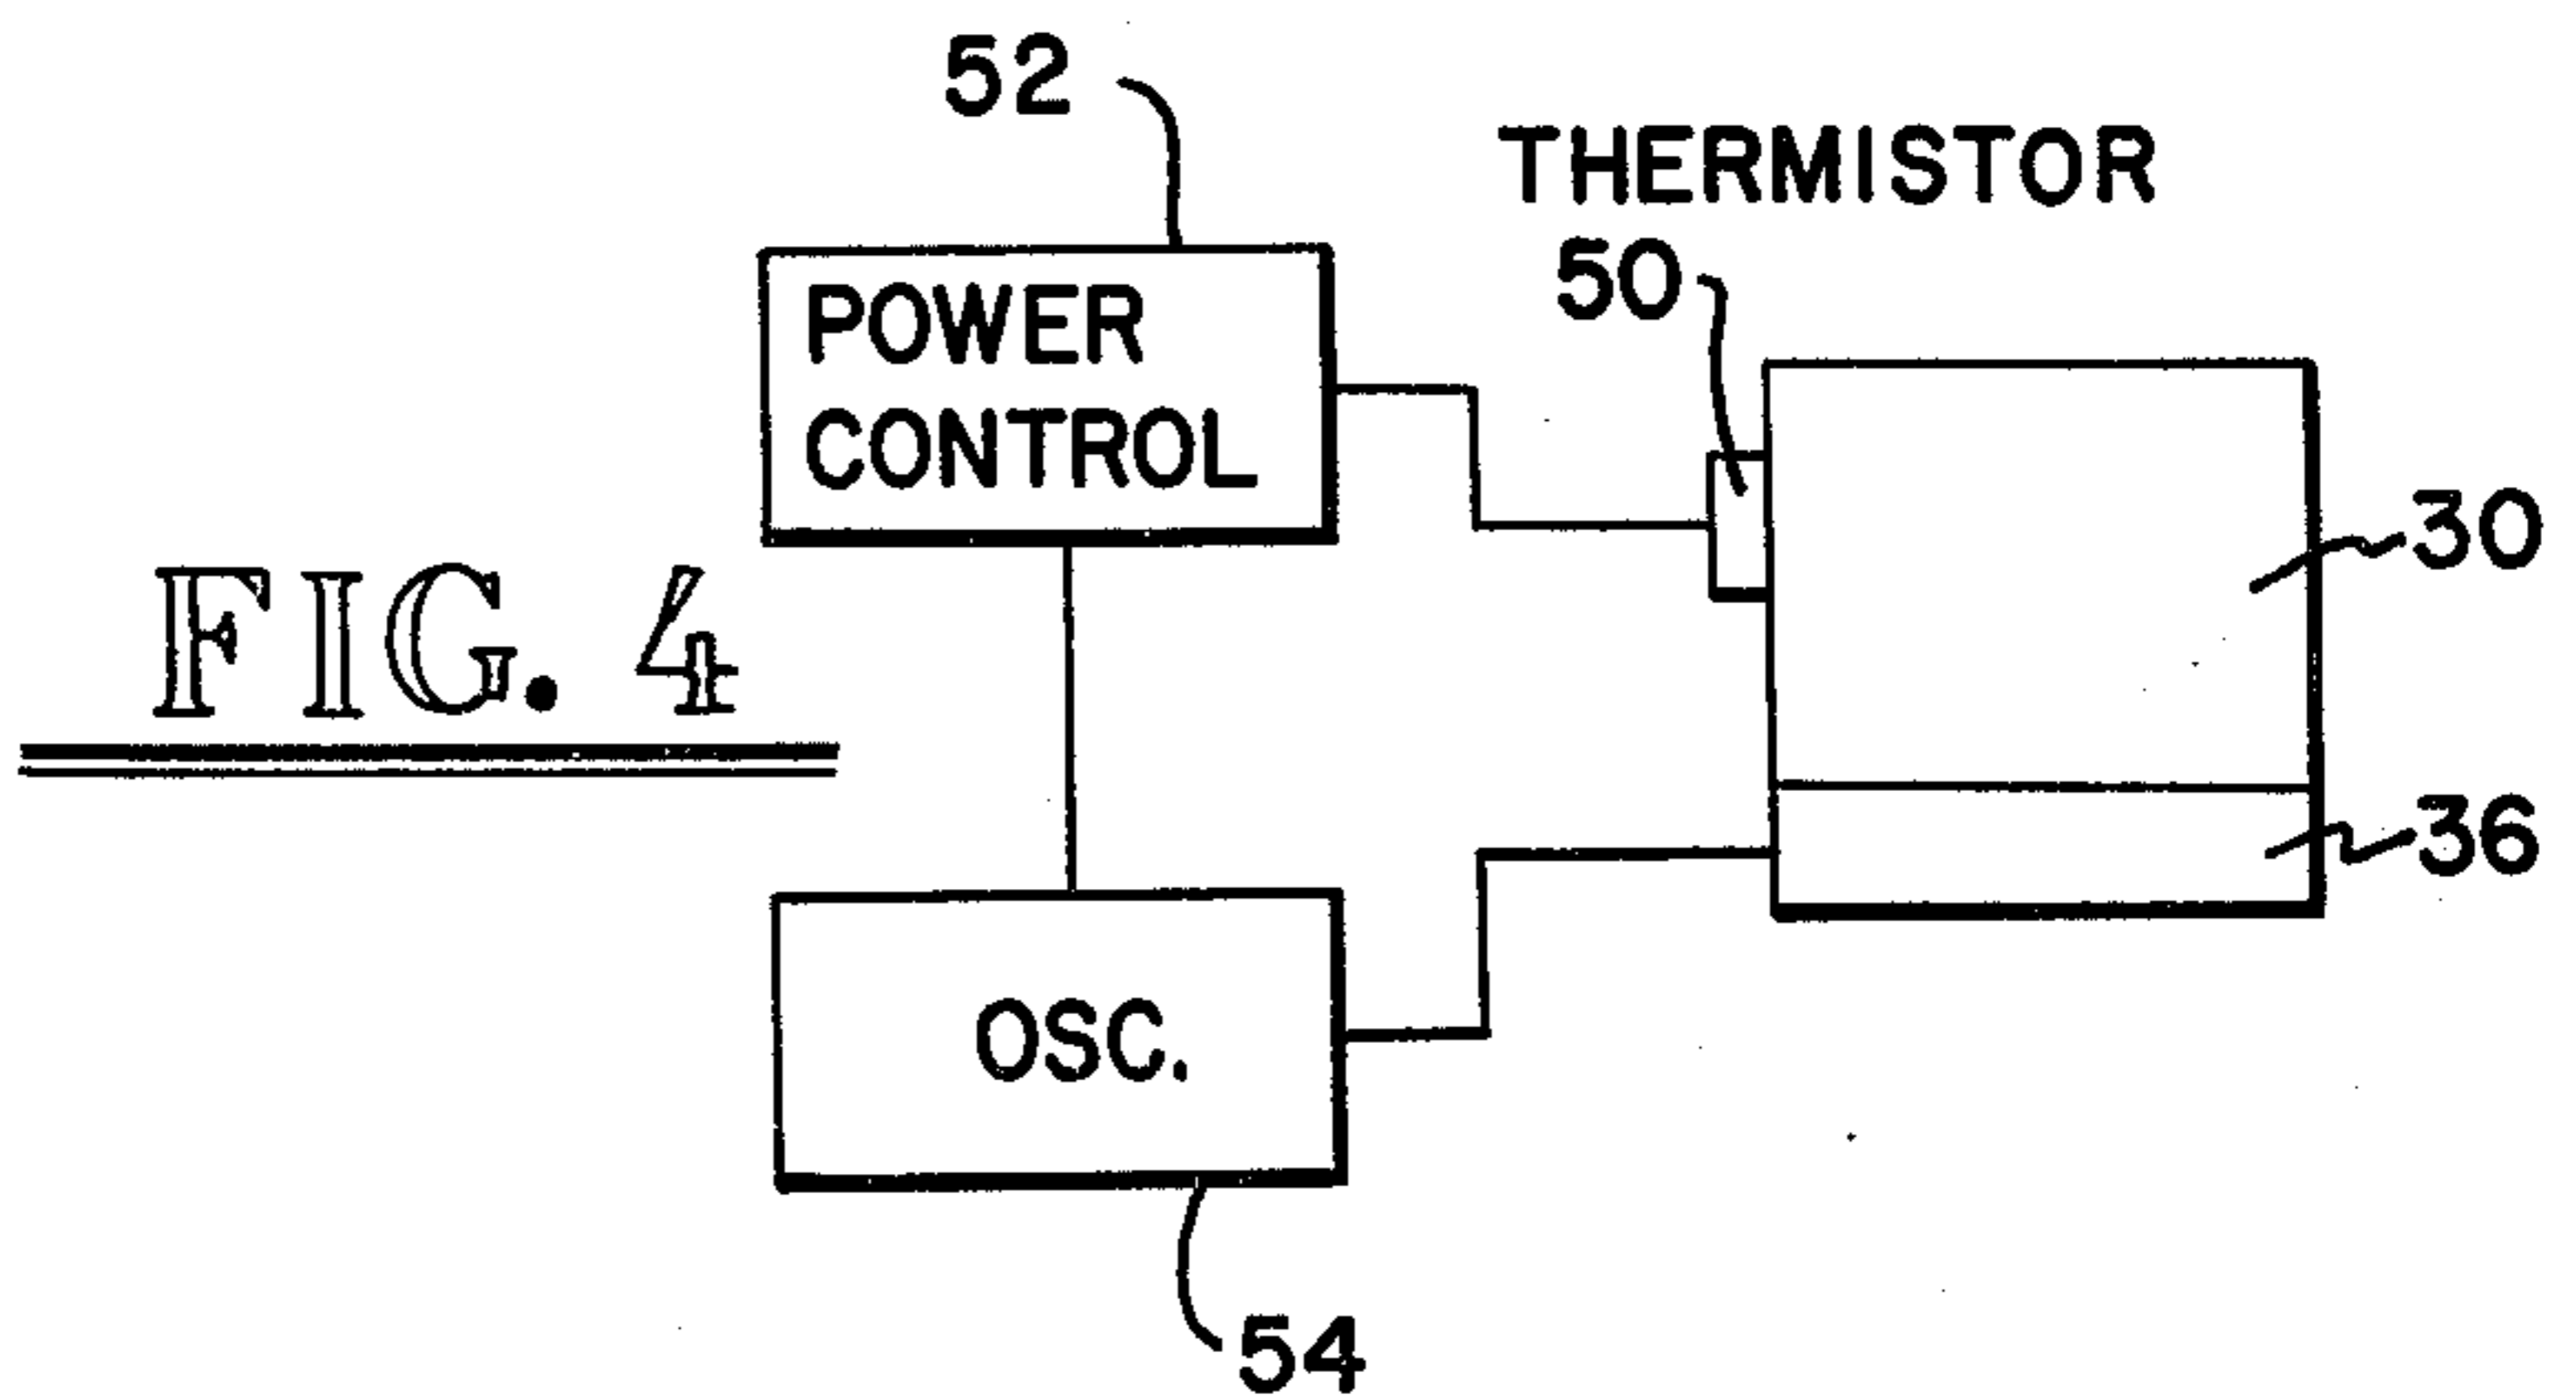 52
THERMISTOR
50
POWER
CONTROL
30
FIG. 4
36
OSC.
54